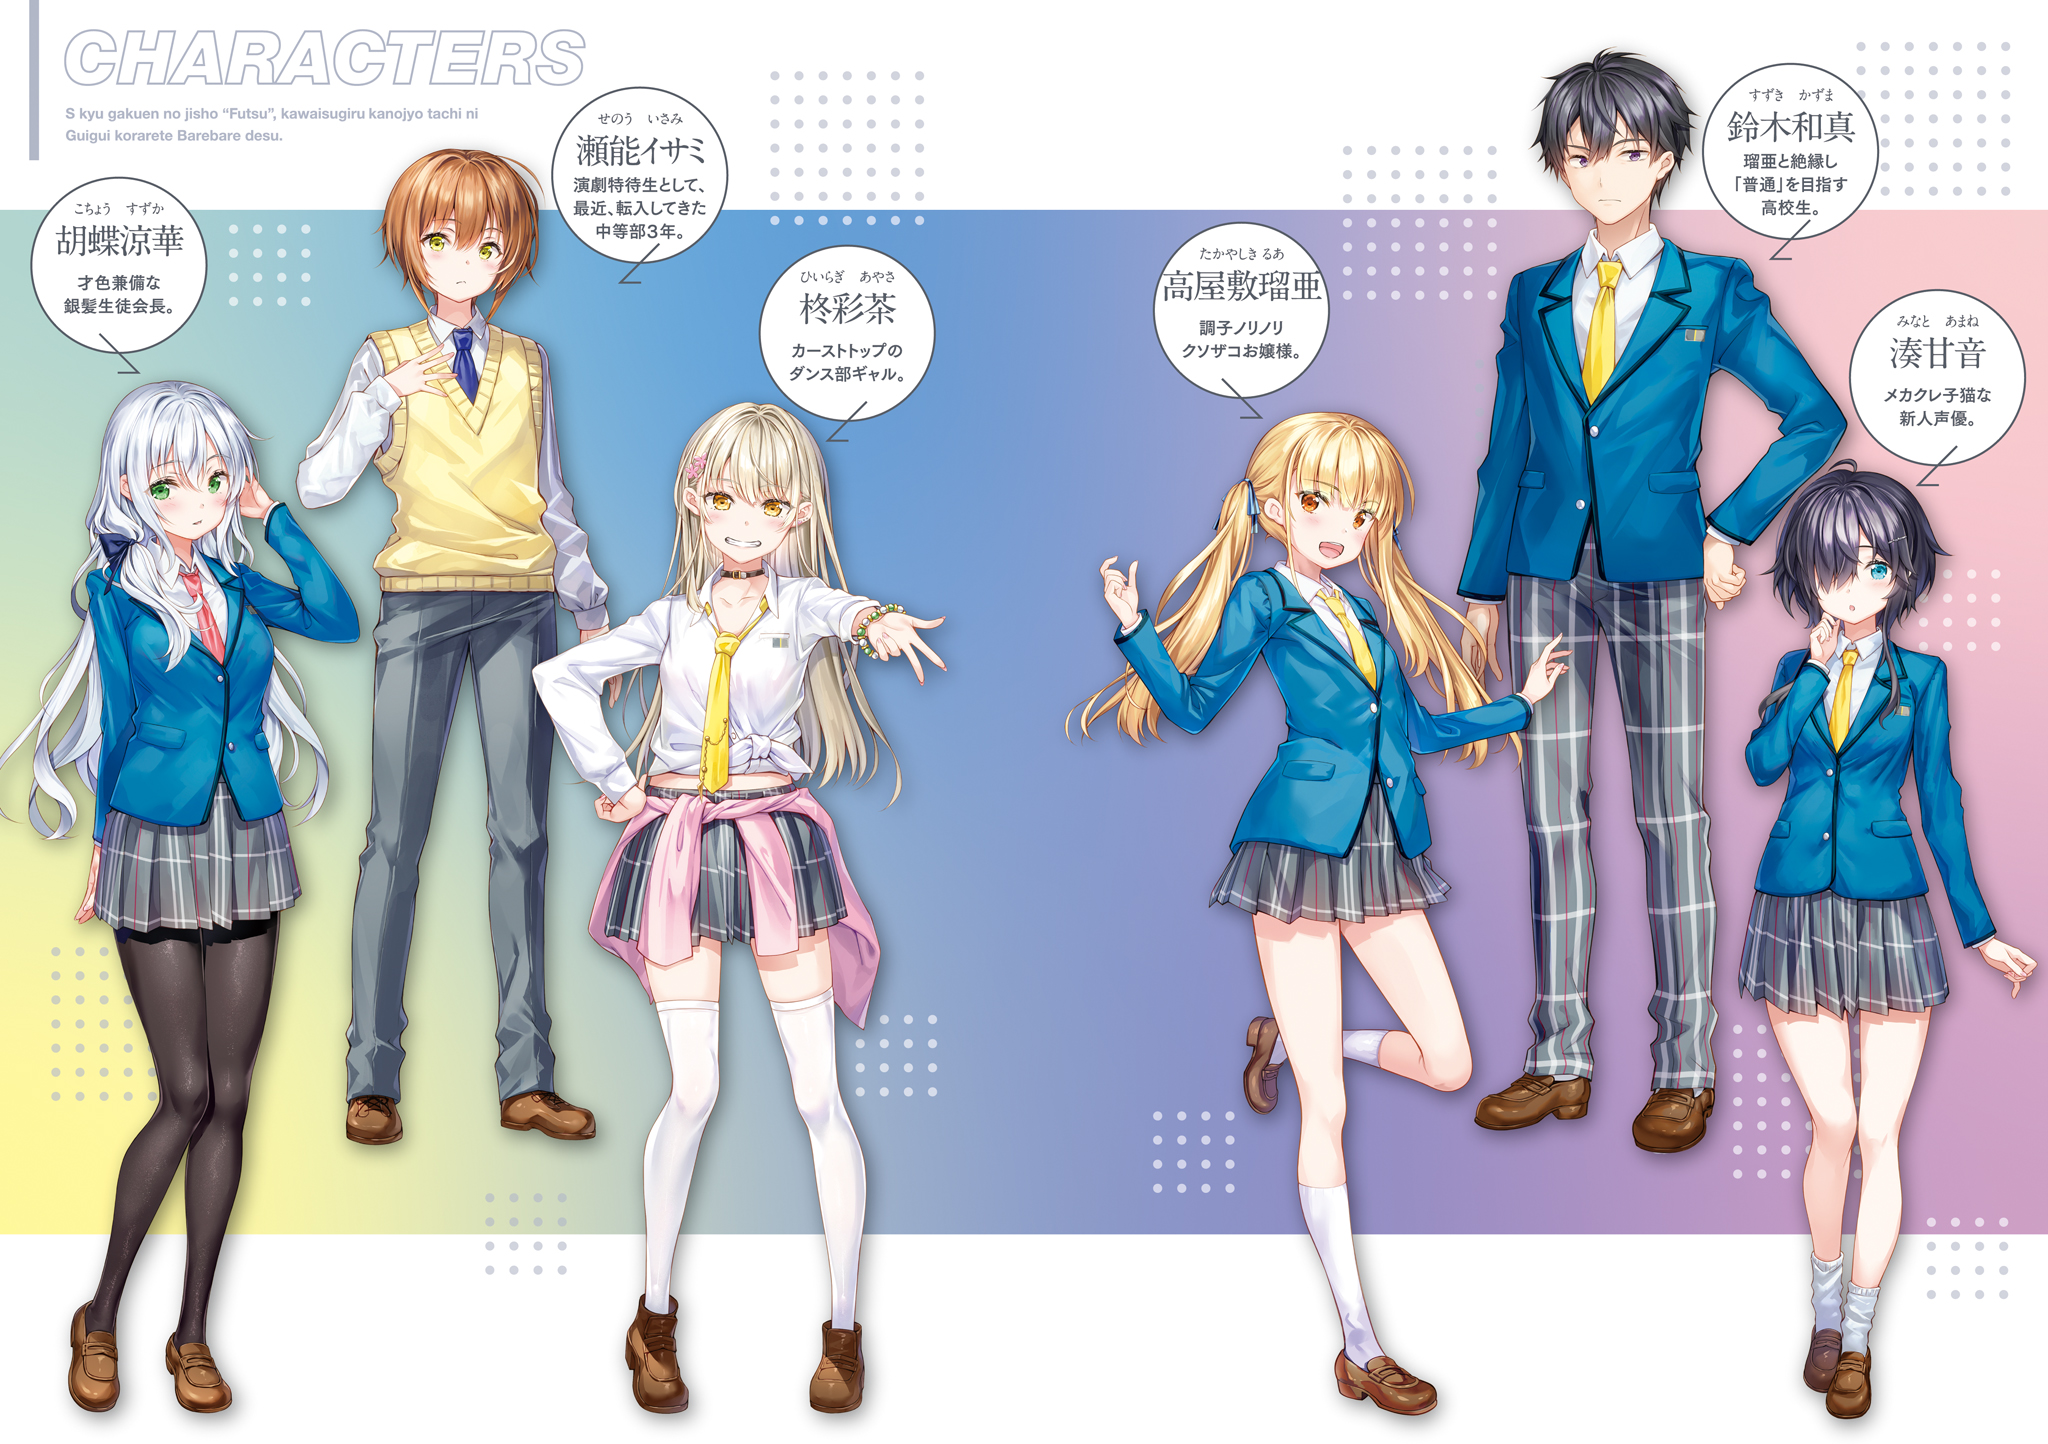 CHARACTERS
S kyu gakuen no jisho “Futsu”, kawaisugiru kanojyo tachi ni
Guigui korarete Barebare desu.
こちょう すずか
胡蝶涼華
才色兼備な
銀髪生徒会長。
せのう いさみ
瀬能イサミ
演劇特待生として、
最近、転入してきた
中等部3年。
ひいらぎ あやさ
柊彩茶
カーストトップの
ダンス部ギャル。
たかやしき るあ
高屋敷瑠亜
調子ノリノリ
クソザコお嬢様。
すずき かずま
鈴木和真
瑠亜と絶縁し
「普通」を目指す
高校生。
みなと あまね
湊甘音
メカクレ子猫な
新人声優。